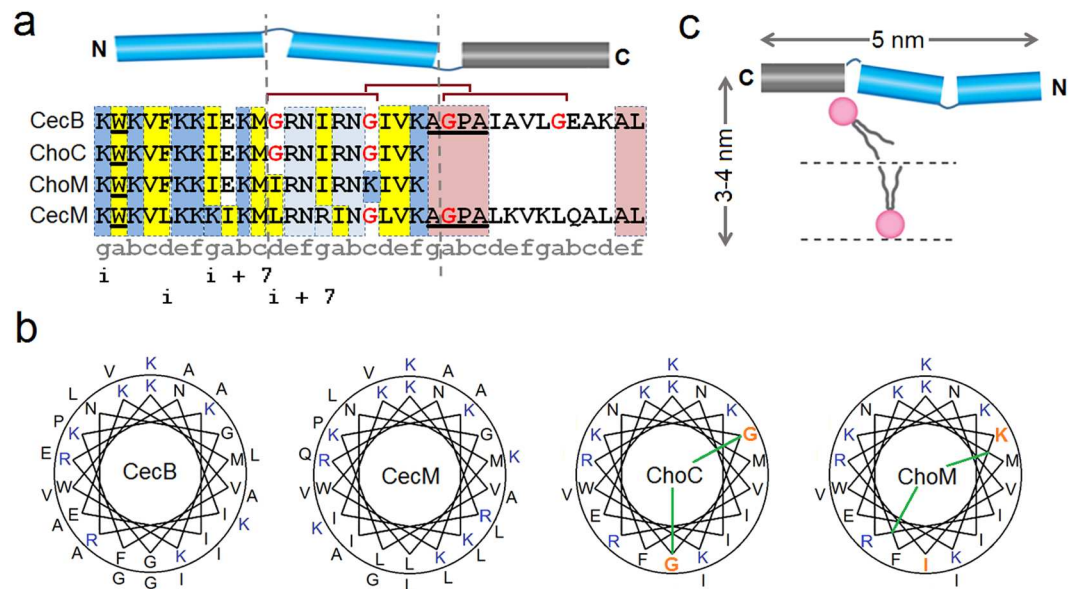 a
N
C
CecB KWKVFKKIEKMGRNIRNGIVKAGPAIAVLGEAKAL
ChoC KWKVFKKIEKMGRNIRNGIVK
ChoM KWKVFKKIEKMIRNIRNKIVK
CecM KWKVLKKKIKMLRNRINGLVKAGPALKVKLQALAL
gabcdefgabcdefgabcdefgabcdefgabcdef
i i + 7
i i + 7
c
5 nm
C
N
3-4 nm
b
K
V A
K K N
L A
N K
P K G
E R CecB M L
V W V A
E I K
A R I
A F G K
G G I
K
V A
K K N
L A
N K
P K G
Q R CecM M K
V W V A
I R
K K L
A L L K L
I G I L
K
K K N
N K
K G
R ChoC M
V W V
E I
R I
F G K
I
K
K K N
N K
K K
R ChoM M
V W V
E I
R I
F I K
I